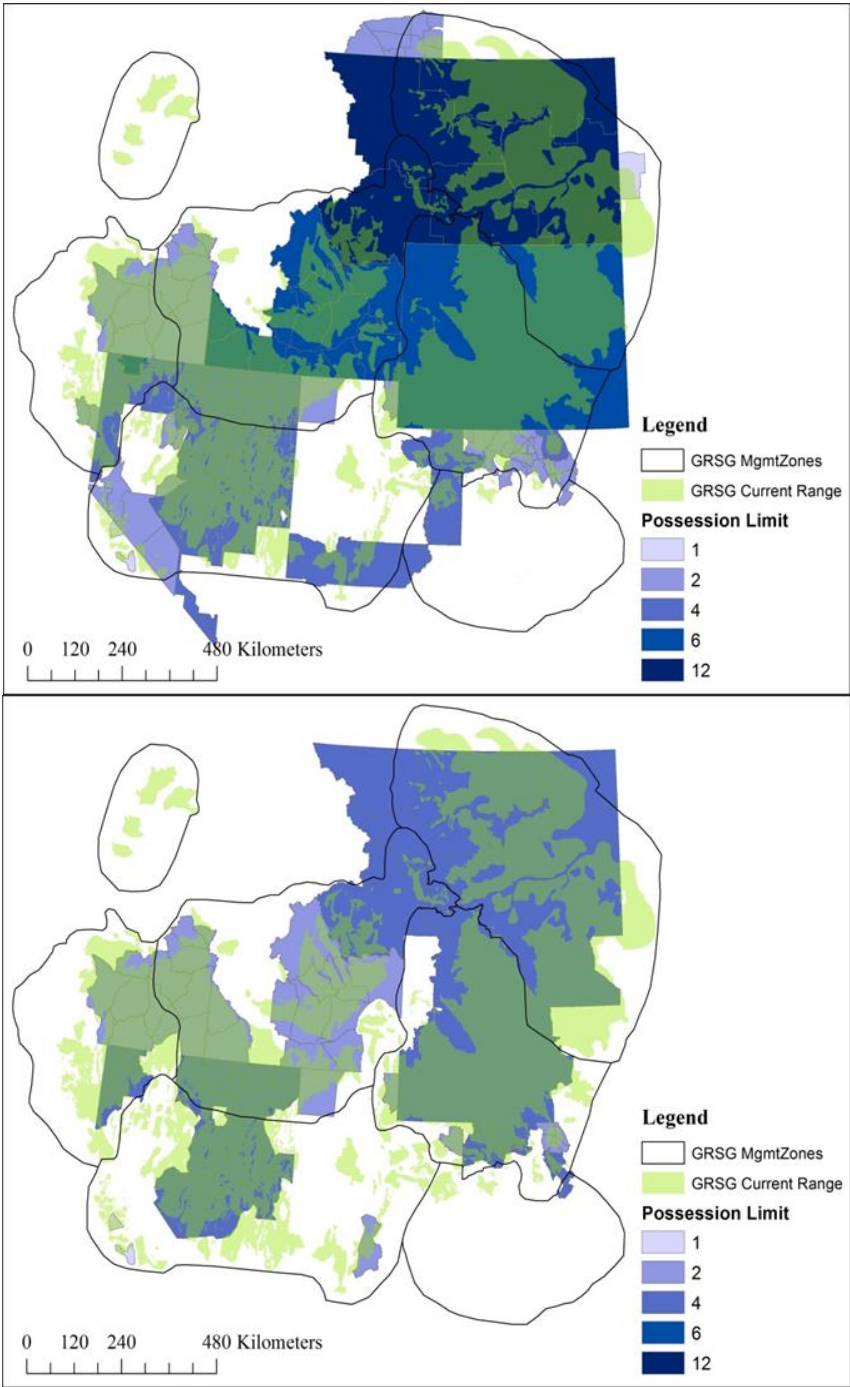 Legend
GRSG MgmtZones
GRSG Current Range
Possession Limit
1
2
4
6
12
0 120 240 480 Kilometers
Legend
GRSG MgmtZones
GRSG Current Range
Possession Limit
1
2
4
6
12
0 120 240 480 Kilometers